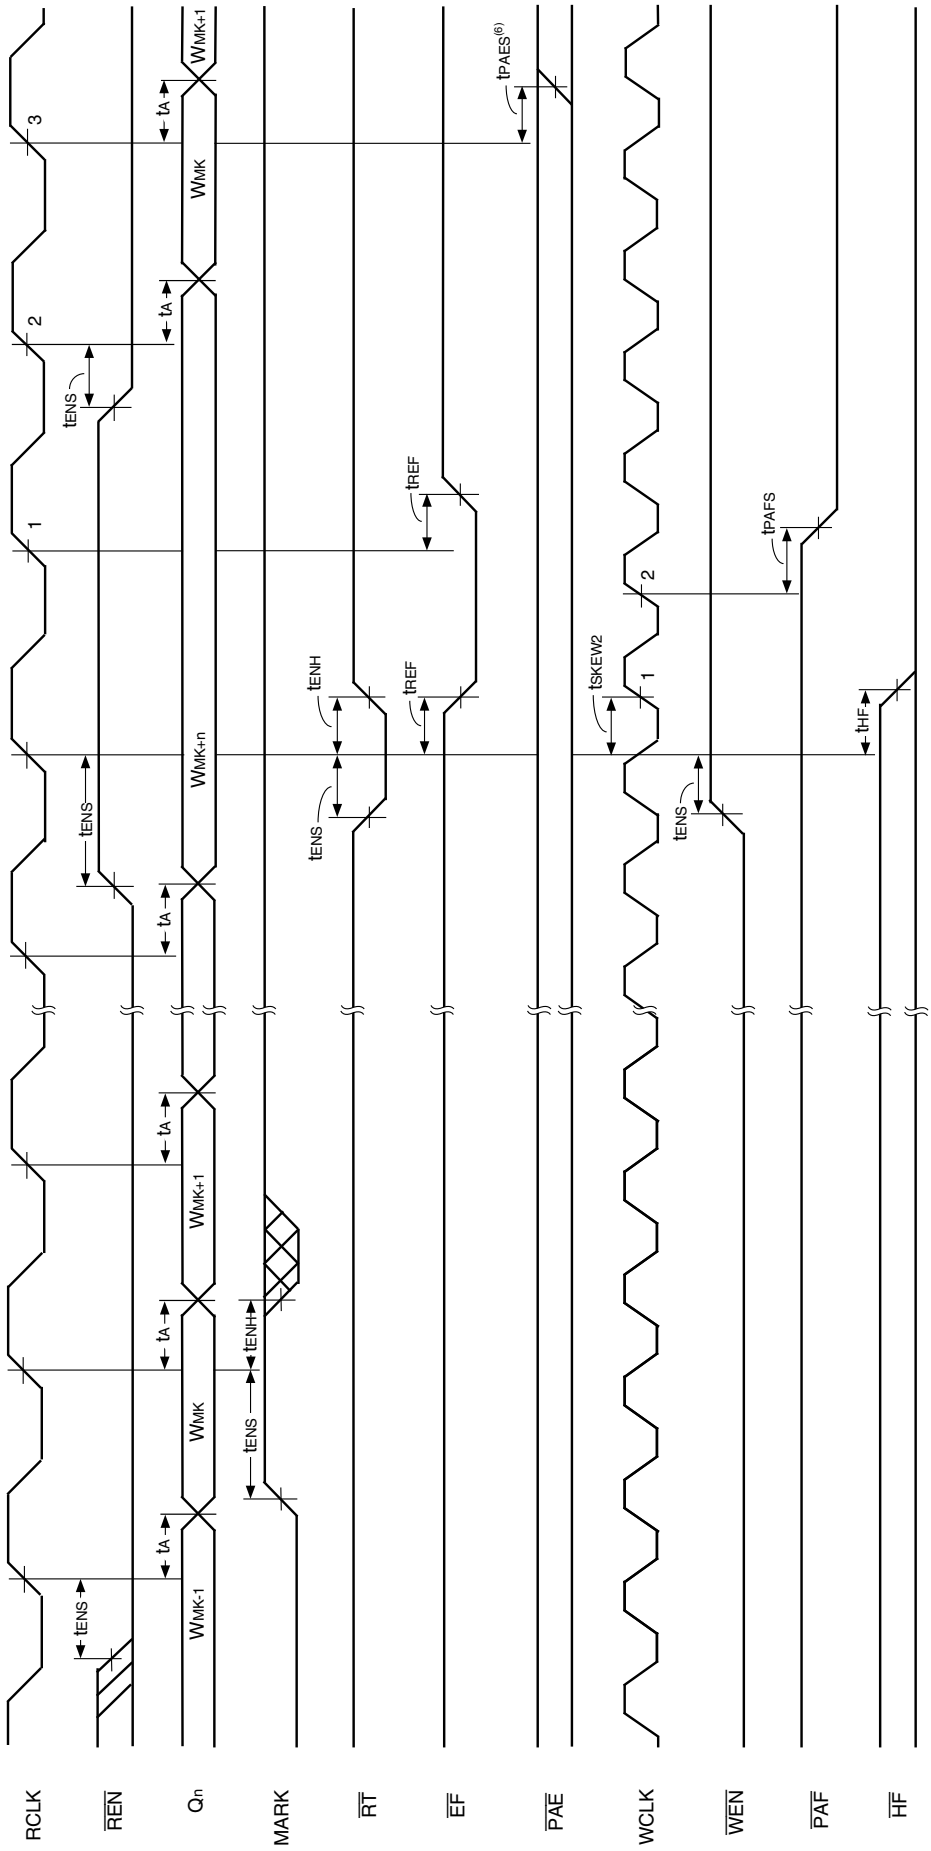 RCLK 1 2 3
REN tENS tENS tENS
tA tA tA tA tA tA
Qn WMK-1 WMK WMK+1 WMK+n WMK WMK+1
MARK tENS tENH
RT tENS tENH
EF tREF tREF
PAE tPAES(6)
tSKEW2
WCLK 1 2
WEN tENS
PAF tPAFS
HF tHF